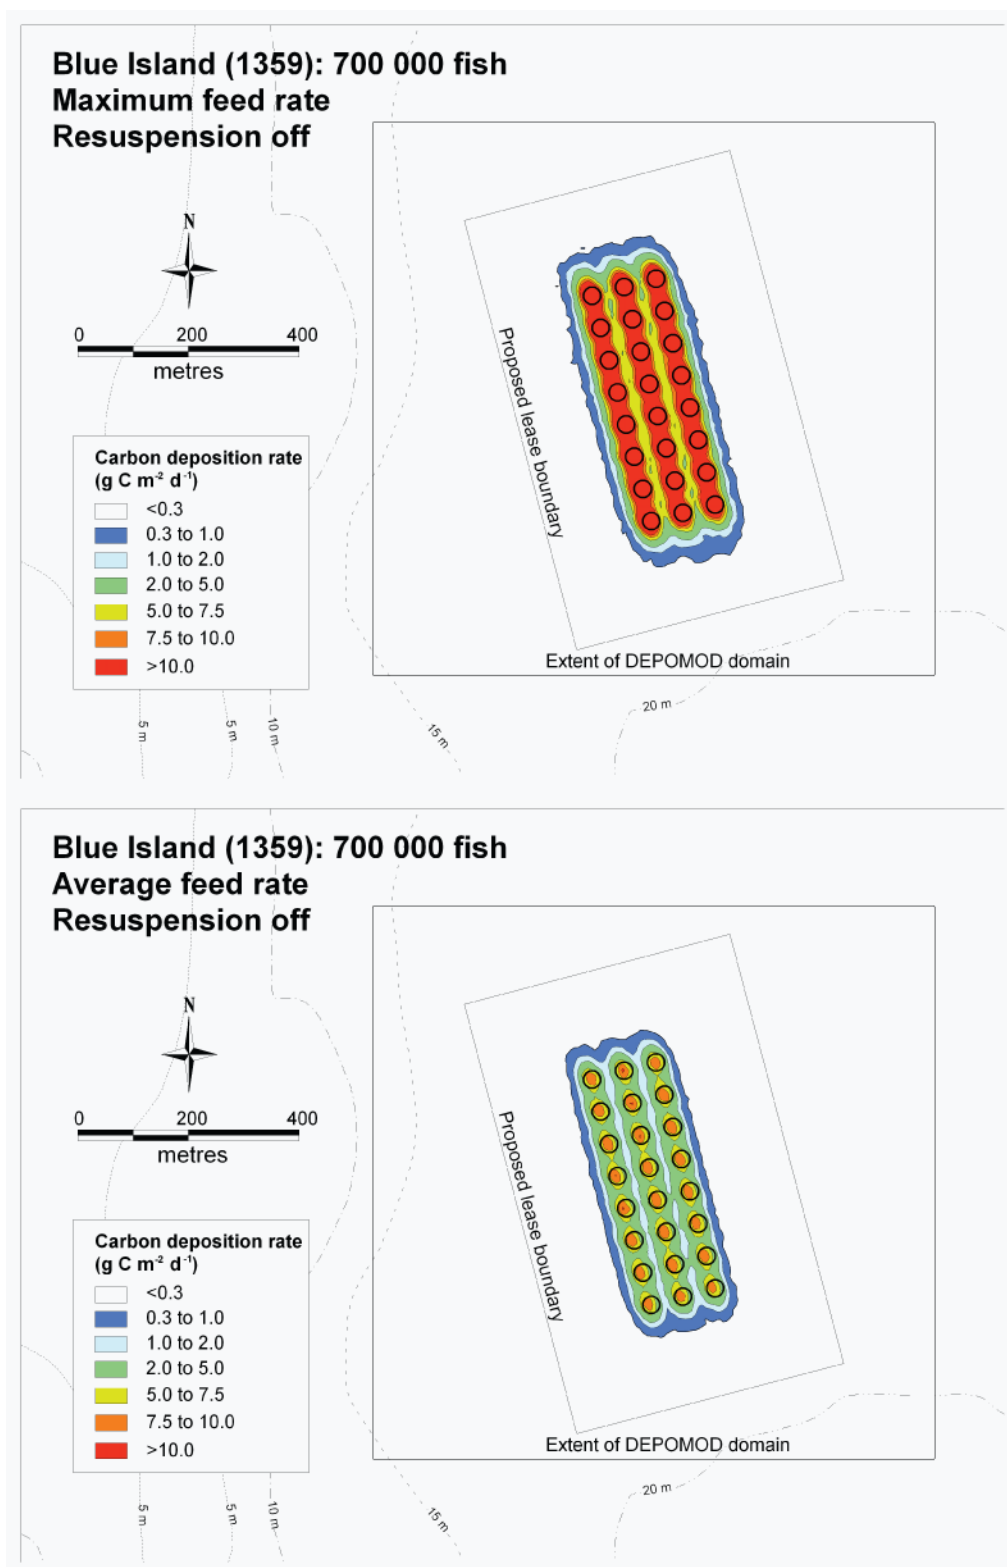 Blue Island (1359): 700 000 fish
Maximum feed rate
Resuspension off
N
0 200 400
metres
Proposed lease boundary
Carbon deposition rate
(g C m⁻² d⁻¹)
<0.3
0.3 to 1.0
1.0 to 2.0
2.0 to 5.0
5.0 to 7.5
7.5 to 10.0
>10.0
Extent of DEPOMOD domain
5 m
5 m
10 m
15 m
20 m
Blue Island (1359): 700 000 fish
Average feed rate
Resuspension off
N
0 200 400
metres
Proposed lease boundary
Carbon deposition rate
(g C m⁻² d⁻¹)
<0.3
0.3 to 1.0
1.0 to 2.0
2.0 to 5.0
5.0 to 7.5
7.5 to 10.0
>10.0
Extent of DEPOMOD domain
5 m
5 m
10 m
15 m
20 m